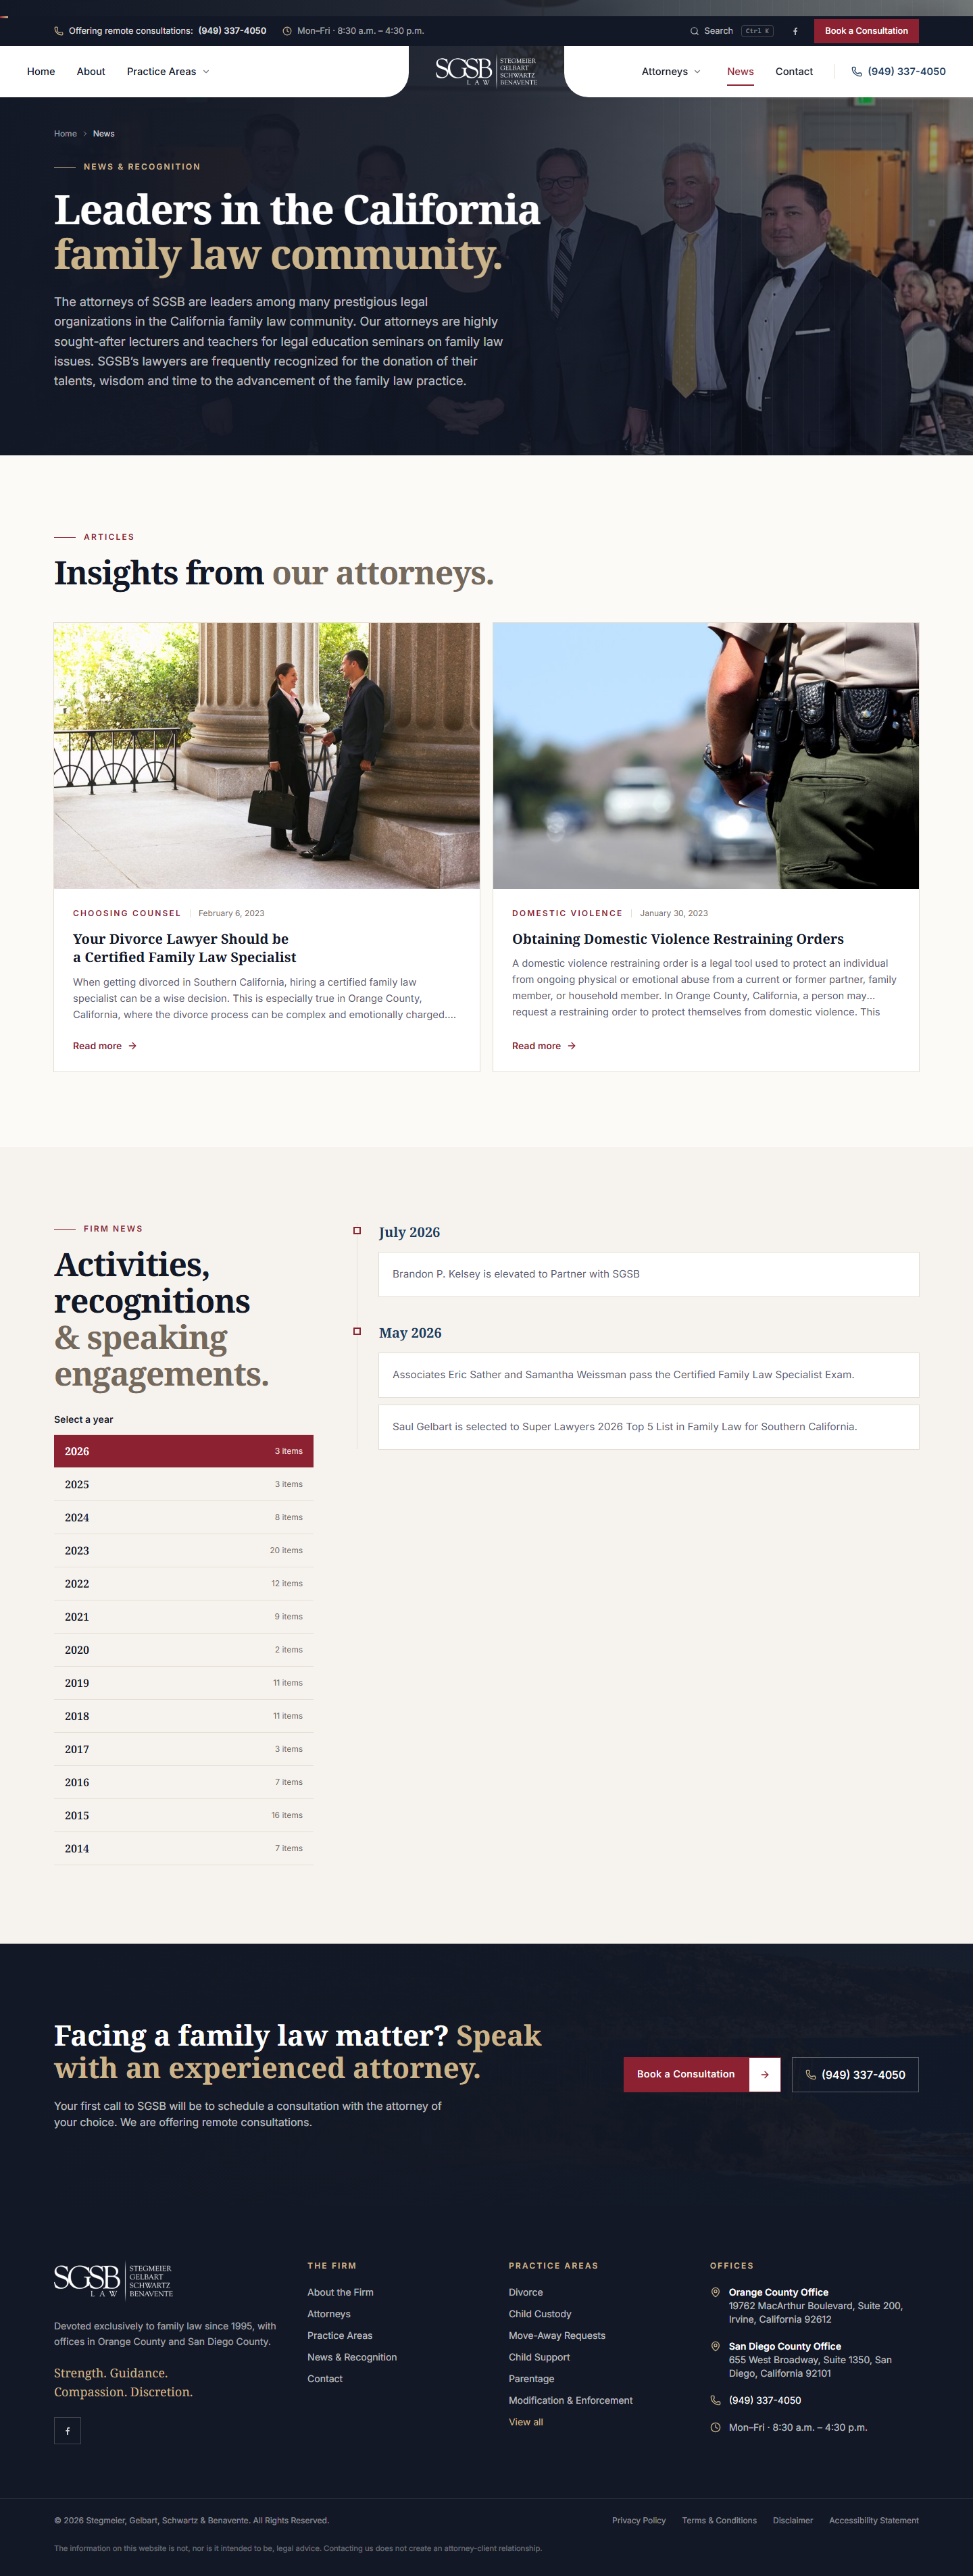 Offering remote consultations: (949) 337-4050
Mon–Fri · 8:30 a.m. – 4:30 p.m.
Search Ctrl K
f
Book a Consultation
Home About Practice Areas
SGSB LAW
STEGMEIER
GELBART
SCHWARTZ
BENAVENTE
Attorneys News Contact (949) 337-4050
Home > News
NEWS & RECOGNITION
Leaders in the California
family law community.
The attorneys of SGSB are leaders among many prestigious legal
organizations in the California family law community. Our attorneys are highly
sought-after lecturers and teachers for legal education seminars on family law
issues. SGSB's lawyers are frequently recognized for the donation of their
talents, wisdom and time to the advancement of the family law practice.
ARTICLES
Insights from our attorneys.
CHOOSING COUNSEL | February 6, 2023
Your Divorce Lawyer Should be
a Certified Family Law Specialist
When getting divorced in Southern California, hiring a certified family law
specialist can be a wise decision. This is especially true in Orange County,
California, where the divorce process can be complex and emotionally charged....
Read more →
DOMESTIC VIOLENCE | January 30, 2023
Obtaining Domestic Violence Restraining Orders
A domestic violence restraining order is a legal tool used to protect an individual
from ongoing physical or emotional abuse from a current or former partner, family
member, or household member. In Orange County, California, a person may...
request a restraining order to protect themselves from domestic violence. This
Read more →
FIRM NEWS
Activities,
recognitions
& speaking
engagements.
Select a year
2026 3 items
2025 3 items
2024 8 items
2023 20 items
2022 12 items
2021 9 items
2020 2 items
2019 11 items
2018 11 items
2017 3 items
2016 7 items
2015 16 items
2014 7 items
July 2026
Brandon P. Kelsey is elevated to Partner with SGSB
May 2026
Associates Eric Sather and Samantha Weissman pass the Certified Family Law Specialist Exam.
Saul Gelbart is selected to Super Lawyers 2026 Top 5 List in Family Law for Southern California.
Facing a family law matter? Speak
with an experienced attorney.
Your first call to SGSB will be to schedule a consultation with the attorney of
your choice. We are offering remote consultations.
Book a Consultation →
(949) 337-4050
SGSB LAW
STEGMEIER
GELBART
SCHWARTZ
BENAVENTE
Devoted exclusively to family law since 1995, with
offices in Orange County and San Diego County.
Strength. Guidance.
Compassion. Discretion.
f
THE FIRM
About the Firm
Attorneys
Practice Areas
News & Recognition
Contact
PRACTICE AREAS
Divorce
Child Custody
Move-Away Requests
Child Support
Parentage
Modification & Enforcement
View all
OFFICES
Orange County Office
19762 MacArthur Boulevard, Suite 200,
Irvine, California 92612
San Diego County Office
655 West Broadway, Suite 1350, San
Diego, California 92101
(949) 337-4050
Mon–Fri · 8:30 a.m. – 4:30 p.m.
© 2026 Stegmeier, Gelbart, Schwartz & Benavente. All Rights Reserved.
Privacy Policy Terms & Conditions Disclaimer Accessibility Statement
The information on this website is not, nor is it intended to be, legal advice. Contacting us does not create an attorney-client relationship.